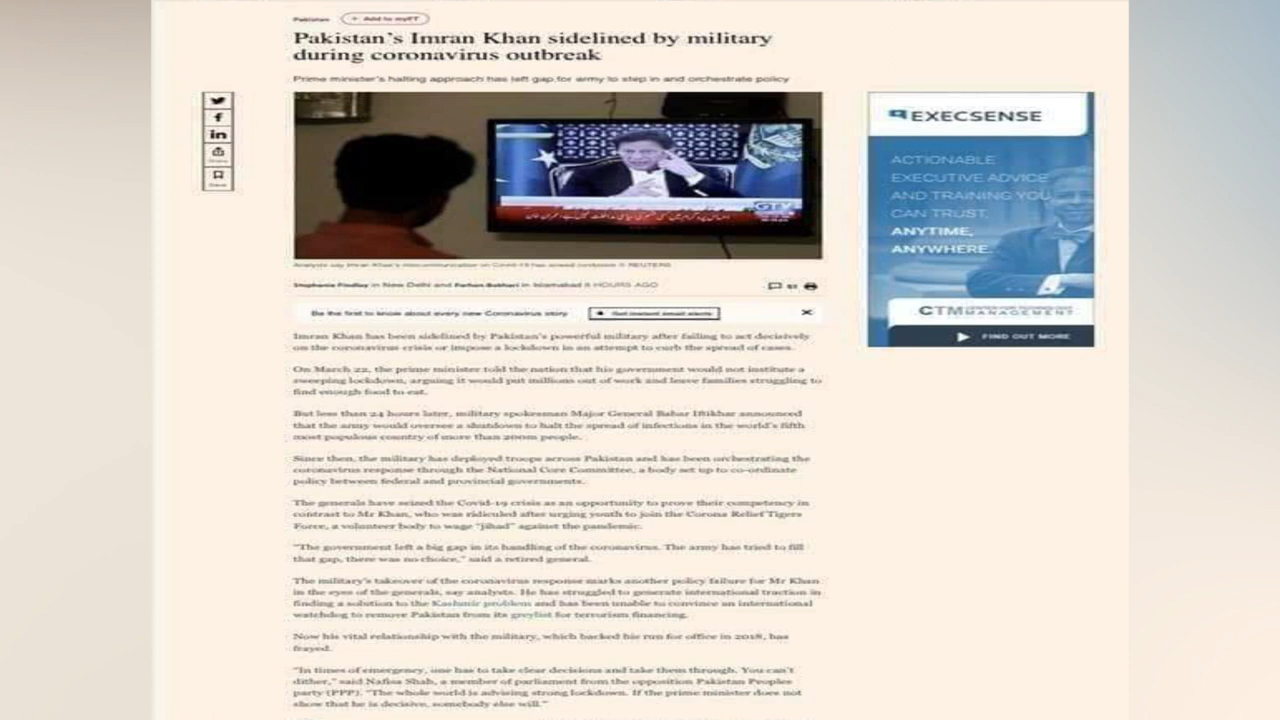 Pakistan
+ Add to myFT
Pakistan's Imran Khan sidelined by military
during coronavirus outbreak
Prime minister's halting approach has left gap for army to step in and orchestrate policy
Share
Save
GTV
Analysts say Imran Khan's miscommunication on Covid-19 has sowed confusion © REUTERS
Stephanie Findlay in New Delhi and Farhan Bokhari in Islamabad 8 HOURS AGO
51
Be the first to know about every new Coronavirus story
Get instant email alerts
Imran Khan has been sidelined by Pakistan's powerful military after failing to act decisively
on the coronavirus crisis or impose a lockdown in an attempt to curb the spread of cases.
On March 22, the prime minister told the nation that his government would not institute a
sweeping lockdown, arguing it would put millions out of work and leave families struggling to
find enough food to eat.
But less than 24 hours later, military spokesman Major General Babar Iftikhar announced
that the army would oversee a shutdown to halt the spread of infections in the world's fifth
most populous country of more than 200m people.
Since then, the military has deployed troops across Pakistan and has been orchestrating the
coronavirus response through the National Core Committee, a body set up to co-ordinate
policy between federal and provincial governments.
The generals have seized the Covid-19 crisis as an opportunity to prove their competency in
contrast to Mr Khan, who was ridiculed after urging youth to join the Corona Relief Tigers
Force, a volunteer body to wage "jihad" against the pandemic.
"The government left a big gap in its handling of the coronavirus. The army has tried to fill
that gap, there was no choice," said a retired general.
The military's takeover of the coronavirus response marks another policy failure for Mr Khan
in the eyes of the generals, say analysts. He has struggled to generate international traction in
finding a solution to the Kashmir problem and has been unable to convince an international
watchdog to remove Pakistan from its greylist for terrorism financing.
Now his vital relationship with the military, which backed his run for office in 2018, has
frayed.
"In times of emergency, one has to take clear decisions and take them through. You can't
dither," said Nafisa Shah, a member of parliament from the opposition Pakistan Peoples
party (PPP). "The whole world is advising strong lockdown. If the prime minister does not
show that he is decisive, somebody else will."
EXECSENSE
ACTIONABLE
EXECUTIVE ADVICE
AND TRAINING YOU
CAN TRUST.
ANYTIME,
ANYWHERE.
CTM
MANAGEMENT
FIND OUT MORE